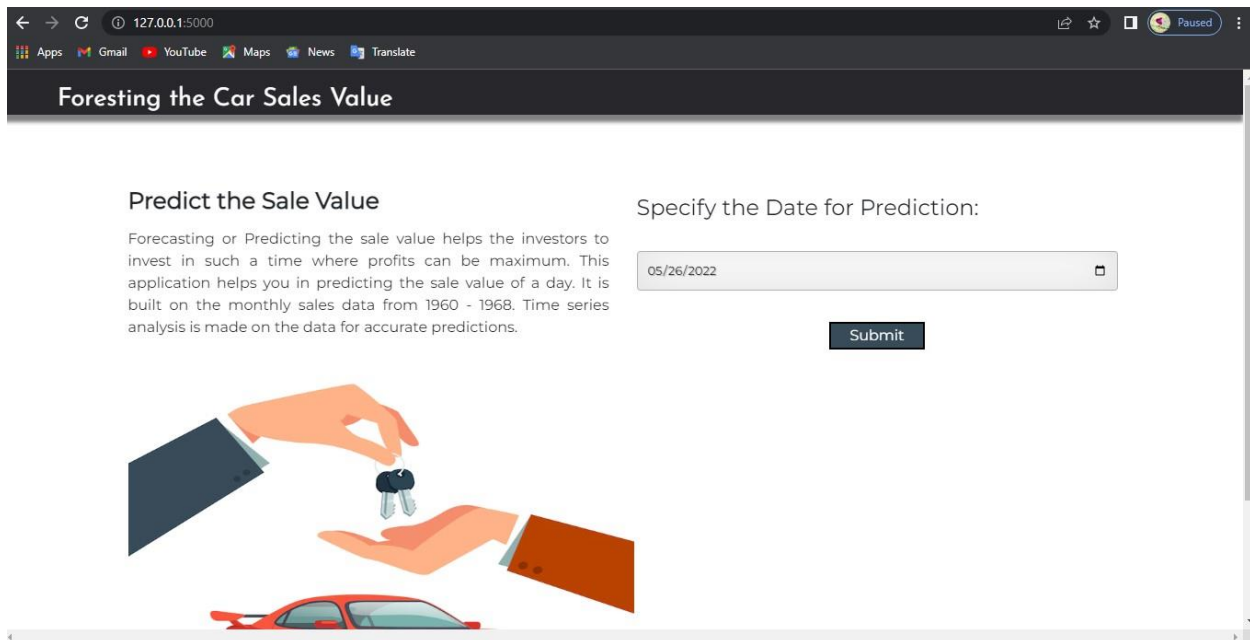 127.0.0.1:5000
Paused
Apps Gmail YouTube Maps News Translate
Foresting the Car Sales Value
Predict the Sale Value
Forecasting or Predicting the sale value helps the investors to
invest in such a time where profits can be maximum. This
application helps you in predicting the sale value of a day. It is
built on the monthly sales data from 1960 - 1968. Time series
analysis is made on the data for accurate predictions.
Specify the Date for Prediction:
05/26/2022
Submit